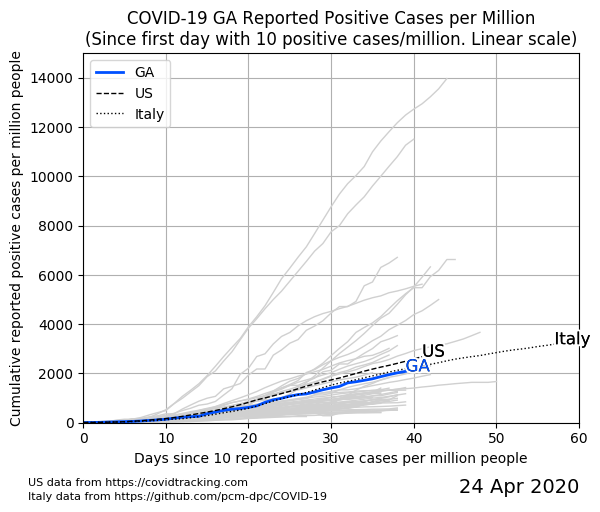 COVID-19 GA Reported Positive Cases per Million
(Since first day with 10 positive cases/million. Linear scale)
Cumulative reported positive cases per million people
14000
12000
10000
8000
6000
4000
2000
0
GA
US
Italy
US
GA
Italy
0 10 20 30 40 50 60
Days since 10 reported positive cases per million people
US data from https://covidtracking.com
Italy data from https://github.com/pcm-dpc/COVID-19
24 Apr 2020